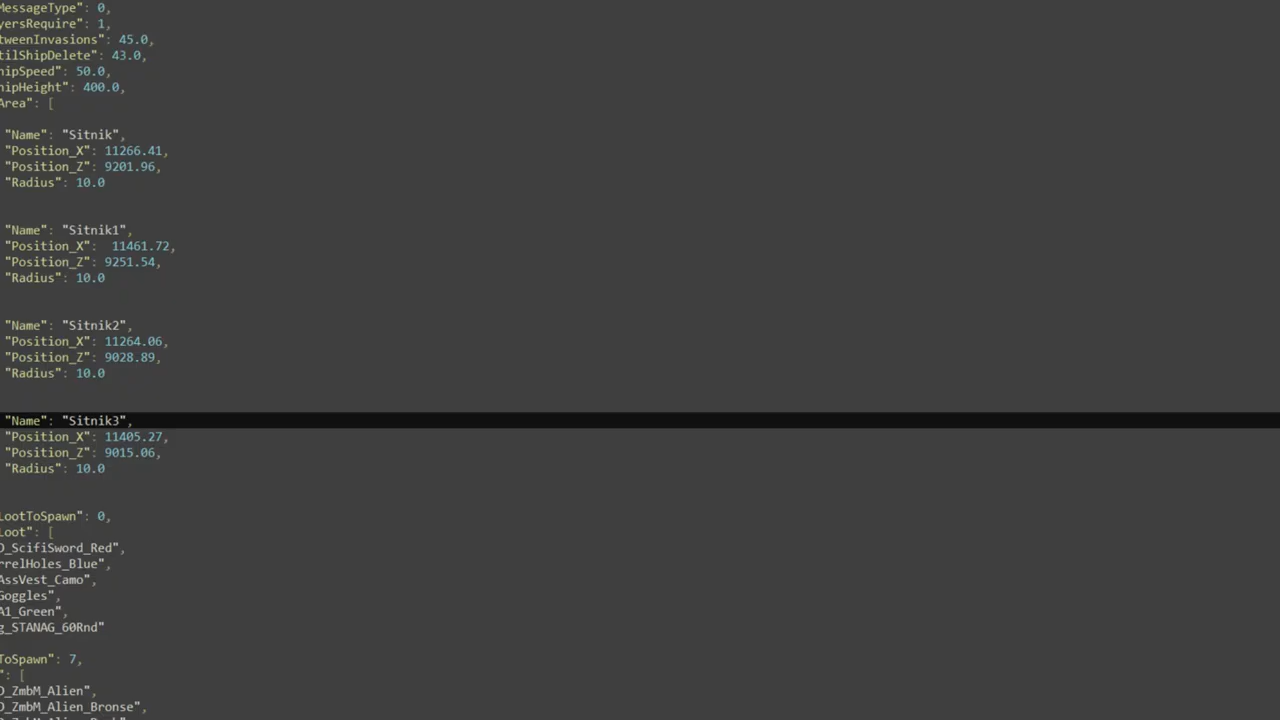 MessageType": 0,
yersRequire": 1,
tweenInvasions": 45.0,
tilShipDelete": 43.0,
hipSpeed": 50.0,
hipHeight": 400.0,
Area": [
"Name": "Sitnik",
"Position_X": 11266.41,
"Position_Z": 9201.96,
"Radius": 10.0
"Name": "Sitnik1",
"Position_X":  11461.72,
"Position_Z": 9251.54,
"Radius": 10.0
"Name": "Sitnik2",
"Position_X": 11264.06,
"Position_Z": 9028.89,
"Radius": 10.0
"Name": "Sitnik3",
"Position_X": 11405.27,
"Position_Z": 9015.06,
"Radius": 10.0
LootToSpawn": 0,
Loot": [
D_ScifiSword_Red",
rrelHoles_Blue",
AssVest_Camo",
Goggles",
A1_Green",
g_STANAG_60Rnd"
ToSpawn": 7,
": [
D_ZmbM_Alien",
D_ZmbM_Alien_Bronse",